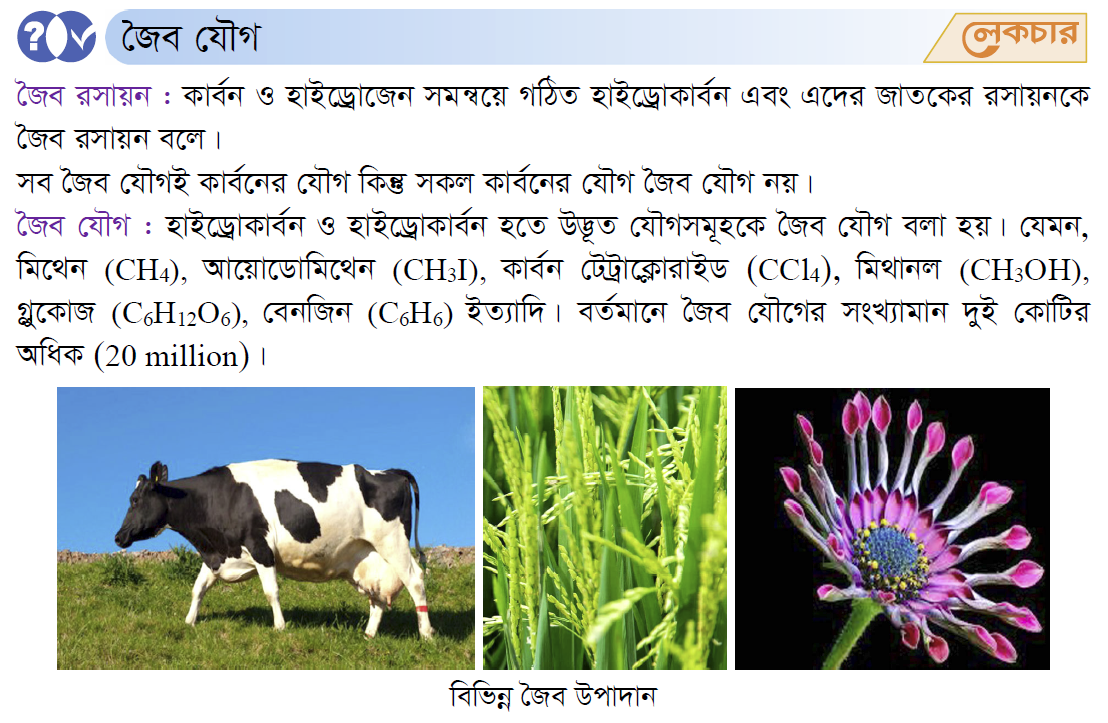 জৈব যৌগ
লেকচার
জৈব রসায়ন : কার্বন ও হাইড্রোজেন সমন্বয়ে গঠিত হাইড্রোকার্বন এবং এদের জাতকের রসায়নকে
জৈব রসায়ন বলে।
সব জৈব যৌগই কার্বনের যৌগ কিন্তু সকল কার্বনের যৌগ জৈব যৌগ নয়।
জৈব যৌগ : হাইড্রোকার্বন ও হাইড্রোকার্বন হতে উদ্ভূত যৌগসমূহকে জৈব যৌগ বলা হয়। যেমন,
মিথেন (CH₄), আয়োডোমিথেন (CH₃I), কার্বন টেট্রাক্লোরাইড (CCl₄), মিথানল (CH₃OH),
গ্লুকোজ (C₆H₁₂O₆), বেনজিন (C₆H₆) ইত্যাদি। বর্তমানে জৈব যৌগের সংখ্যামান দুই কোটির
অধিক (20 million)।
বিভিন্ন জৈব উপাদান